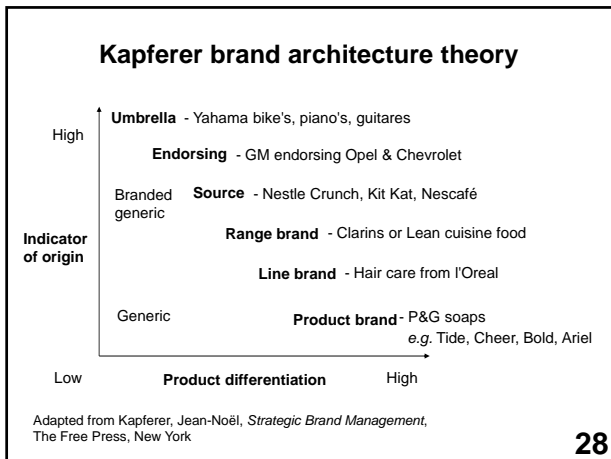 Kapferer brand architecture theory
Umbrella - Yahama bike's, piano's, guitares
High
Endorsing - GM endorsing Opel & Chevrolet
Branded
generic
Source - Nestle Crunch, Kit Kat, Nescafé
Indicator
of origin
Range brand - Clarins or Lean cuisine food
Line brand - Hair care from l'Oreal
Generic
Product brand - P&G soaps
e.g. Tide, Cheer, Bold, Ariel
Low
Product differentiation
High
Adapted from Kapferer, Jean-Noël, Strategic Brand Management,
The Free Press, New York
28